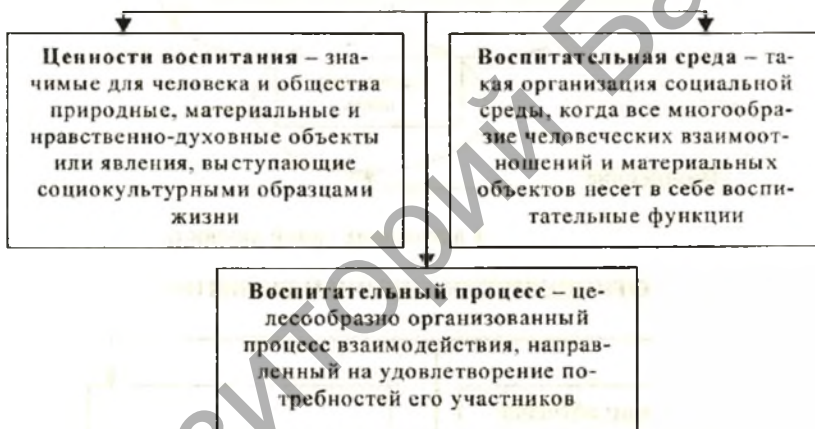 Ценности воспитания – зна-
чимые для человека и общества
природные, материальные и
нравственно-духовные объекты
или явления, выступающие
социокультурными образцами
жизни
Воспитательная среда – та-
кая организация социальной
среды, когда все многообра-
зие человеческих взаимоот-
ношений и материальных
объектов несет в себе воспи-
тательные функции
Воспитательный процесс – це-
лесообразно организованный
процесс взаимодействия, направ-
ленный на удовлетворение по-
требностей его участников